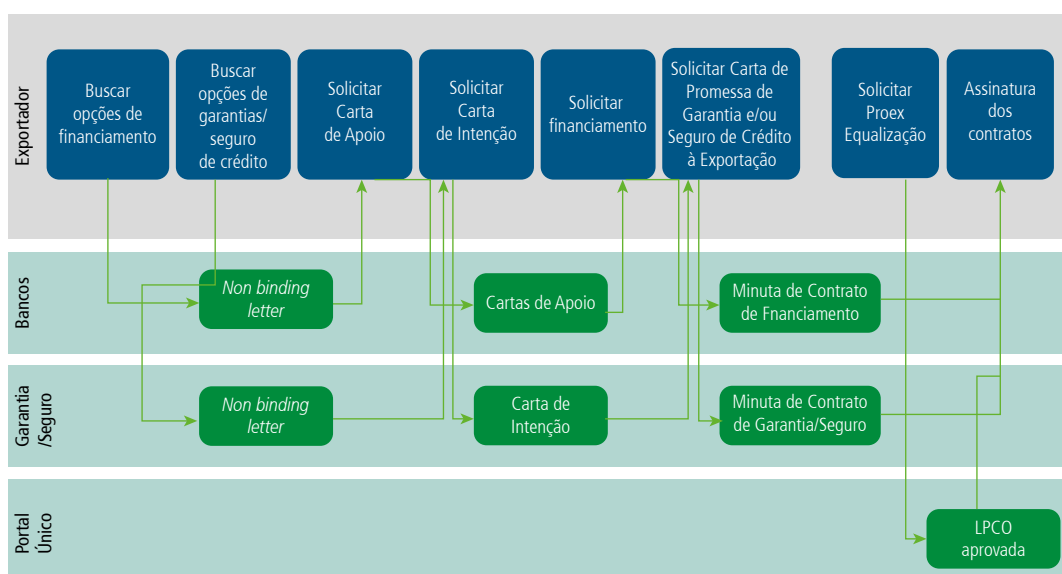 Exportador
Buscar
opções de
financiamento
Buscar
opções de
garantias/
seguro
de crédito
Solicitar
Carta
de Apoio
Solicitar
Carta
de Intenção
Solicitar
financiamento
Solicitar Carta de
Promessa de
Garantia e/ou
Seguro de Crédito
à Exportação
Solicitar
Proex
Equalização
Assinatura
dos
contratos
Bancos
Non binding
letter
Cartas de Apoio
Minuta de Contrato
de Fnanciamento
Garantia
/Seguro
Non binding
letter
Carta de
Intenção
Minuta de Contrato
de Garantia/Seguro
Portal
Único
LPCO
aprovada